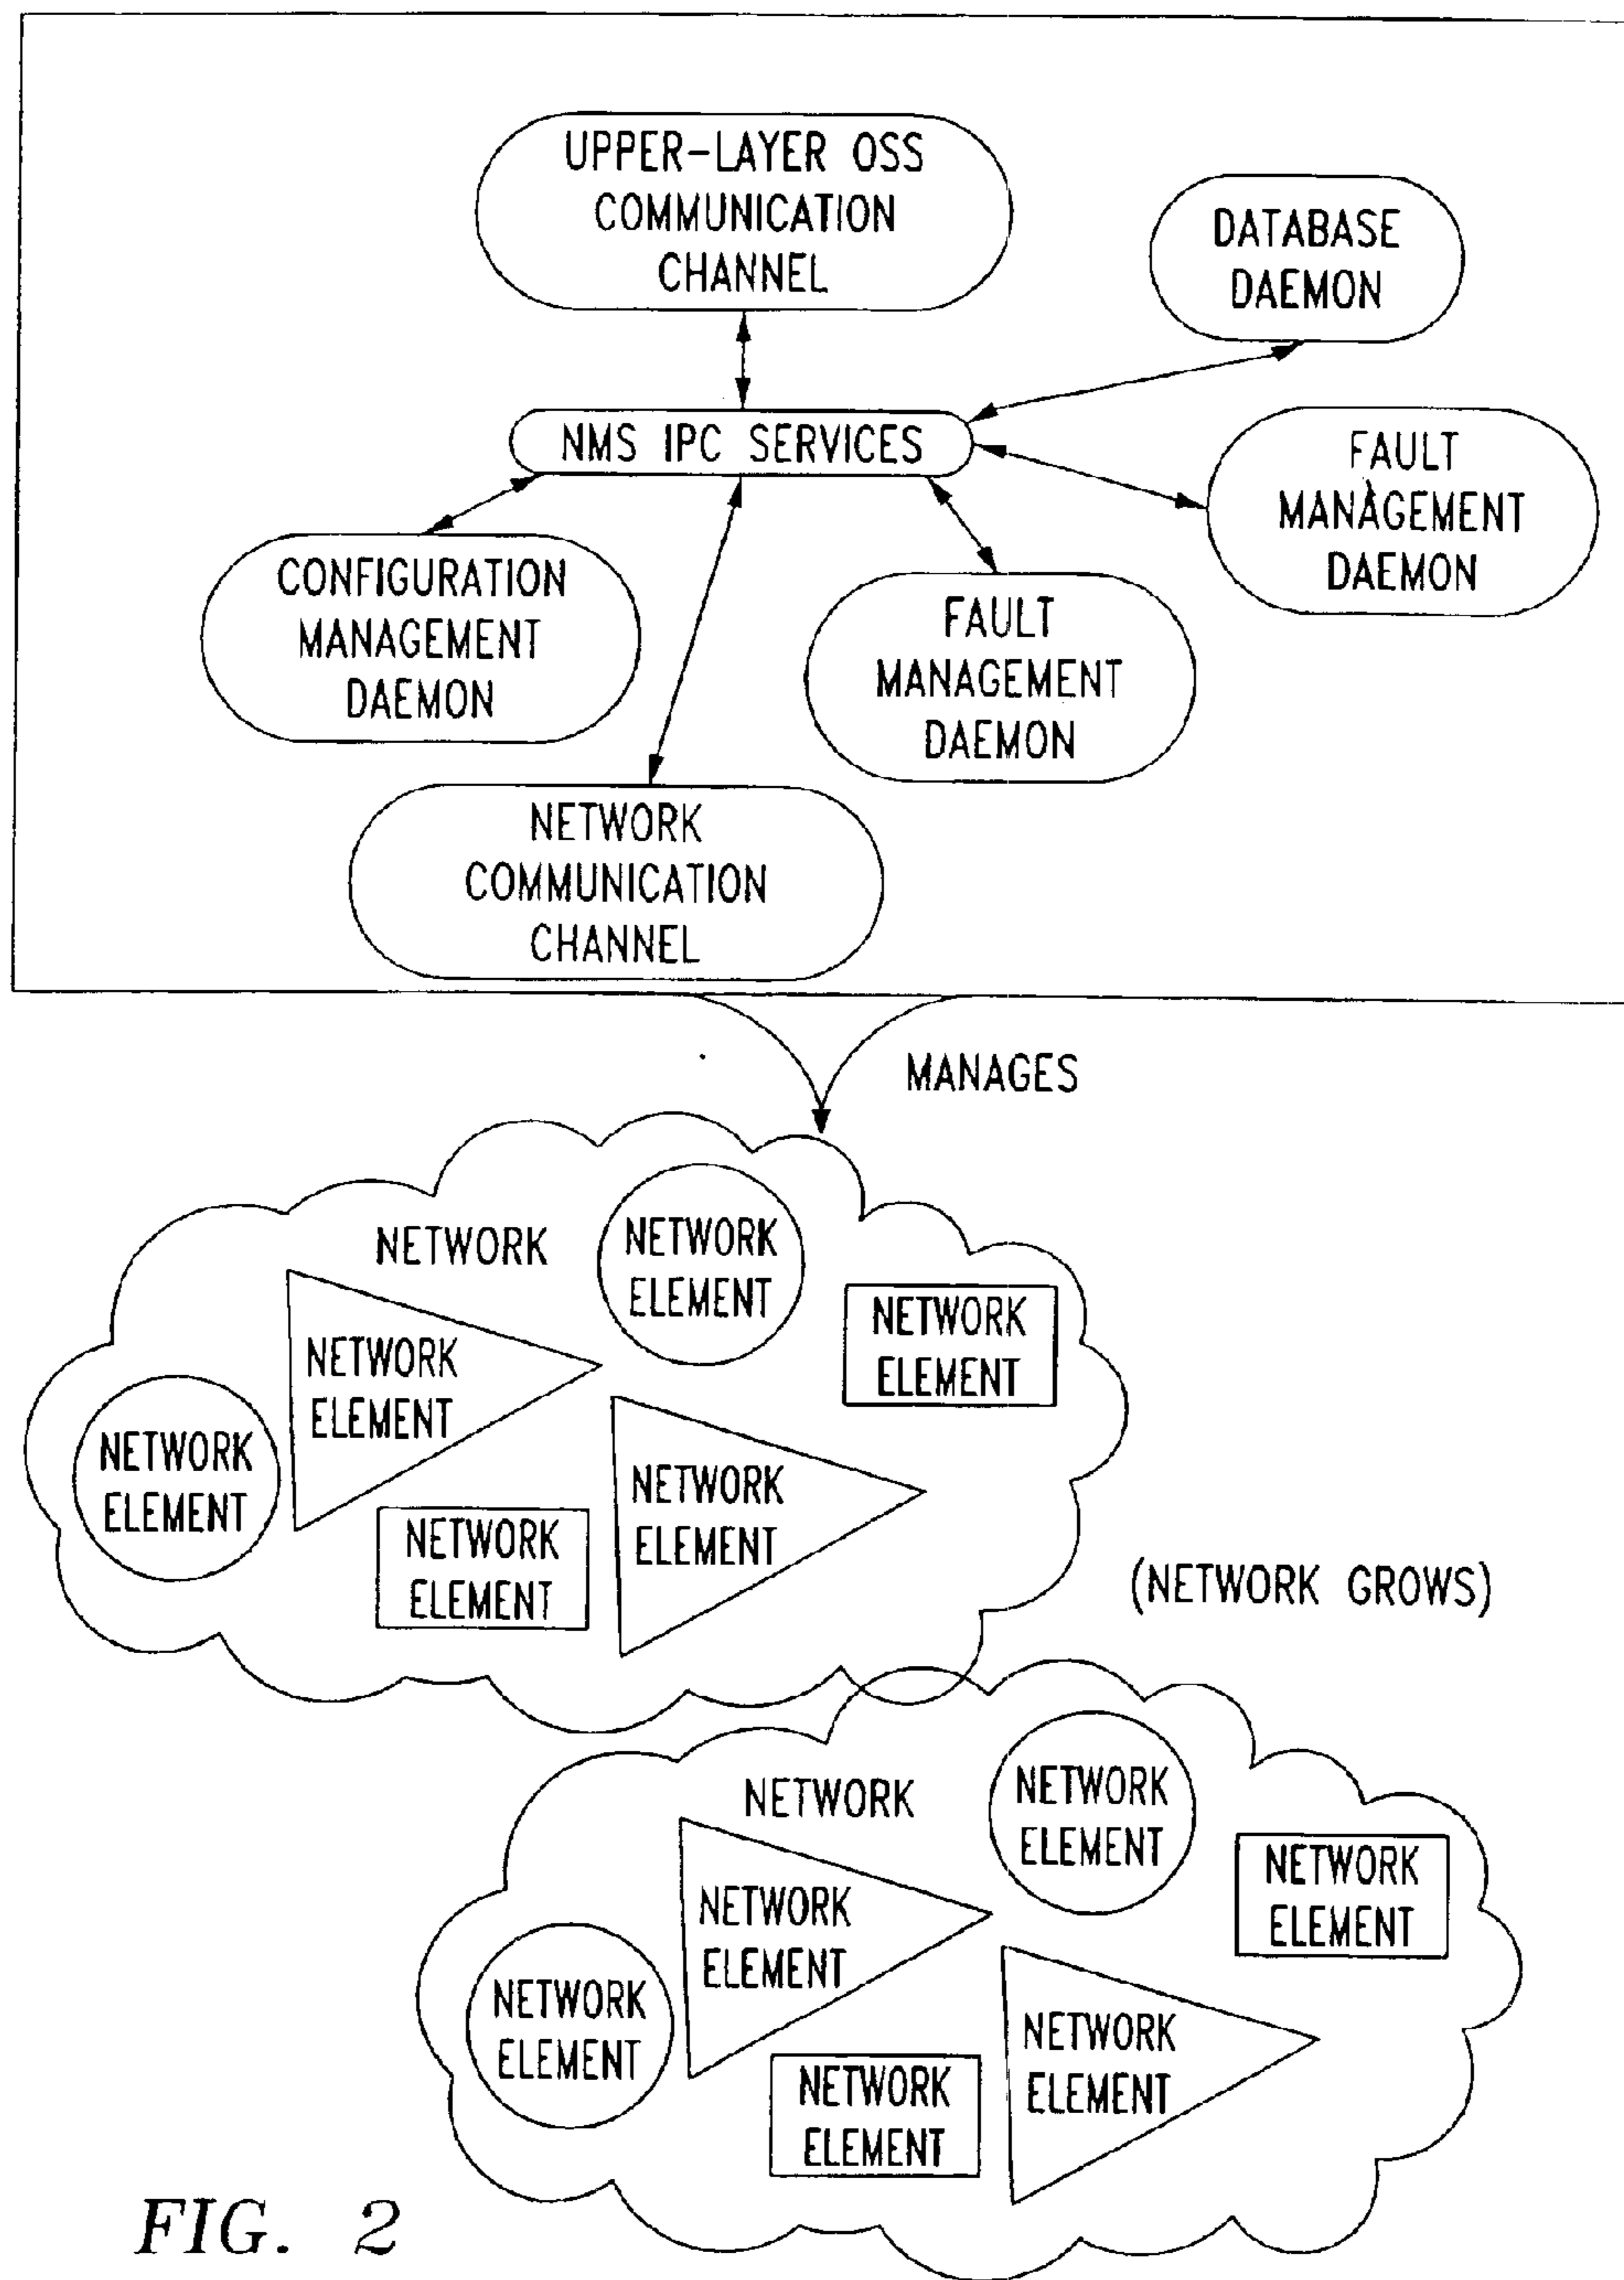 UPPER-LAYER OSS
COMMUNICATION
CHANNEL
DATABASE
DAEMON
NMS IPC SERVICES
FAULT
MANAGEMENT
DAEMON
CONFIGURATION
MANAGEMENT
DAEMON
FAULT
MANAGEMENT
DAEMON
NETWORK
COMMUNICATION
CHANNEL
MANAGES
NETWORK
NETWORK
ELEMENT
NETWORK
ELEMENT
NETWORK
ELEMENT
NETWORK
ELEMENT
NETWORK
ELEMENT
NETWORK
ELEMENT
(NETWORK GROWS)
NETWORK
NETWORK
ELEMENT
NETWORK
ELEMENT
NETWORK
ELEMENT
NETWORK
ELEMENT
NETWORK
ELEMENT
NETWORK
ELEMENT
FIG. 2